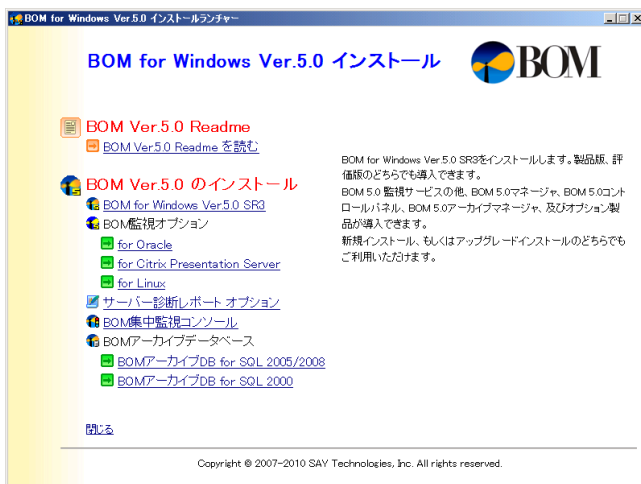 BOM for Windows Ver.5.0 インストールランチャー
BOM for Windows Ver.5.0 インストール
BOM
BOM Ver.5.0 Readme
BOM Ver.5.0 Readme を読む
BOM Ver.5.0 のインストール
BOM for Windows Ver.5.0 SR3
BOM監視オプション
for Oracle
for Citrix Presentation Server
for Linux
サーバー診断レポート オプション
BOM集中監視コンソール
BOMアーカイブデータベース
BOMアーカイブDB for SQL 2005/2008
BOMアーカイブDB for SQL 2000
閉じる
BOM for Windows Ver.5.0 SR3をインストールします。製品版、評
価版のどちらでも導入できます。
BOM 5.0 監視サービスの他、BOM 5.0マネージャ、BOM 5.0コント
ロールパネル、BOM 5.0アーカイブマネージャ、及びオプション製
品が導入できます。
新規インストール、もしくはアップグレードインストールのどちらでも
ご利用いただけます。
Copyright © 2007-2010 SAY Technologies, Inc. All rights reserved.